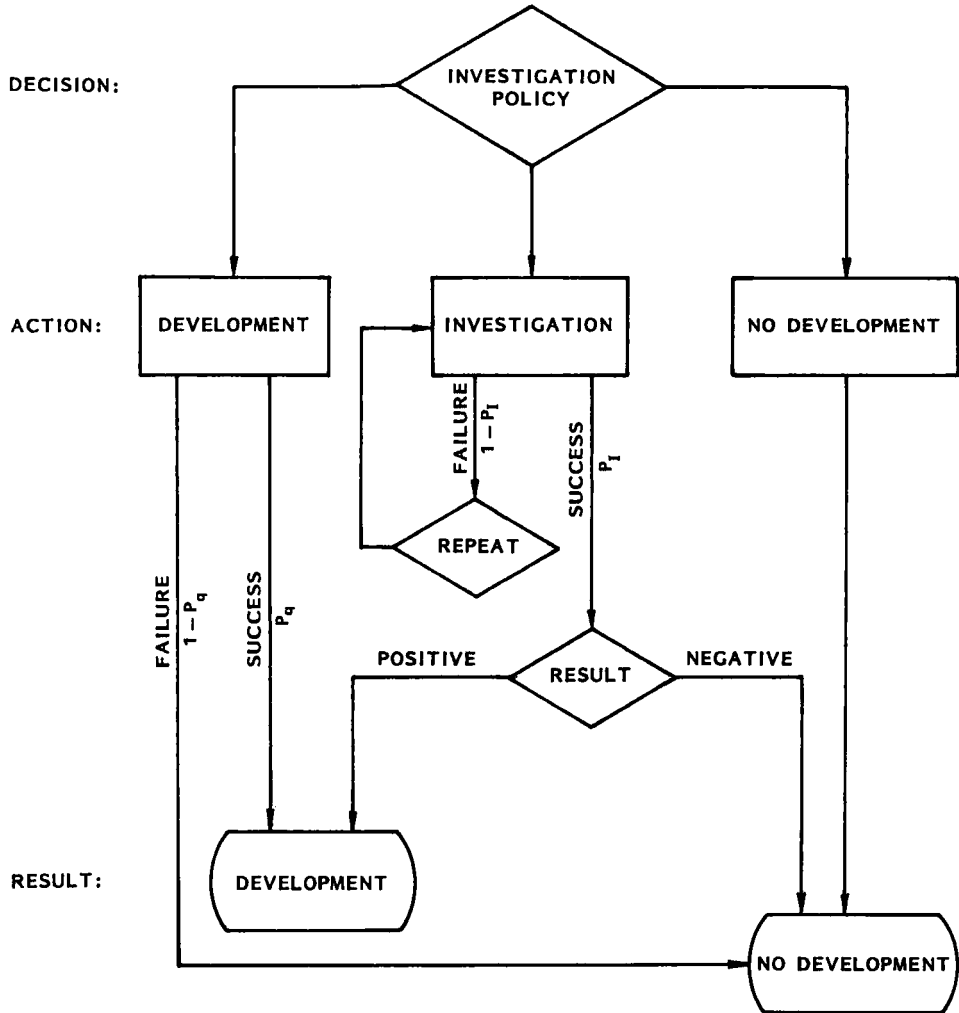 DECISION:
INVESTIGATION
POLICY
ACTION:
DEVELOPMENT
INVESTIGATION
NO DEVELOPMENT
FAILURE
1–P_I
SUCCESS
P_I
REPEAT
FAILURE
1–P_q
SUCCESS
P_q
POSITIVE
RESULT
NEGATIVE
RESULT:
DEVELOPMENT
NO DEVELOPMENT